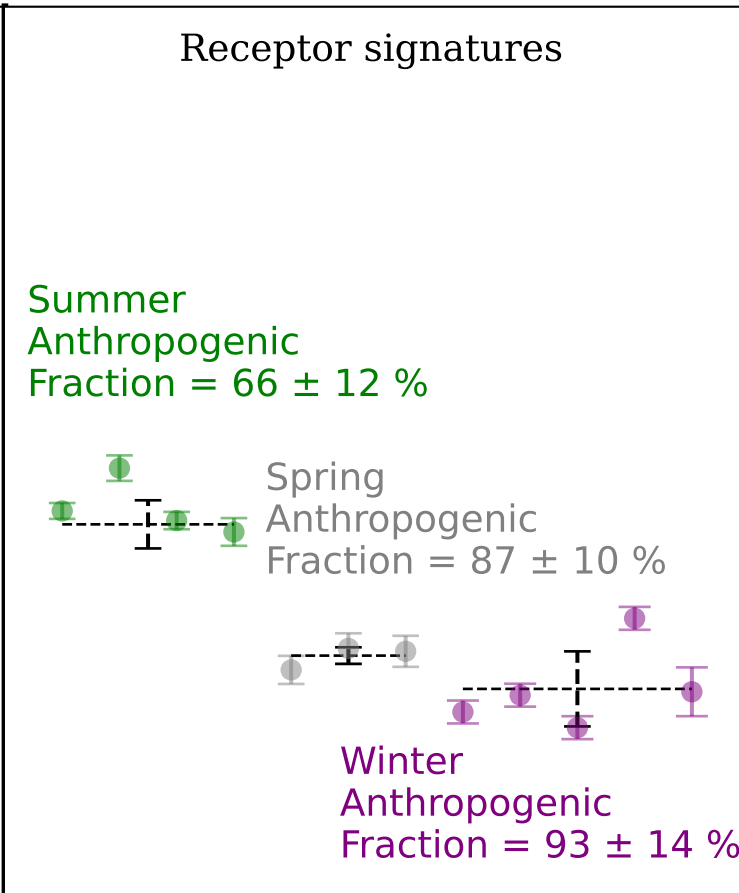 Receptor signatures
Summer
Anthropogenic
Fraction = 66 ± 12 %
Spring
Anthropogenic
Fraction = 87 ± 10 %
Winter
Anthropogenic
Fraction = 93 ± 14 %